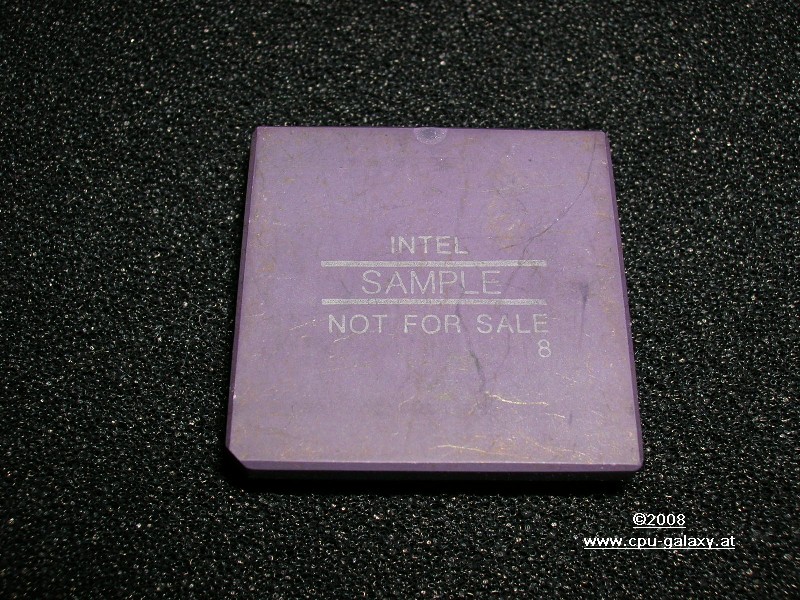 INTEL
SAMPLE
NOT FOR SALE
8
©2008
www.cpu-galaxy.at